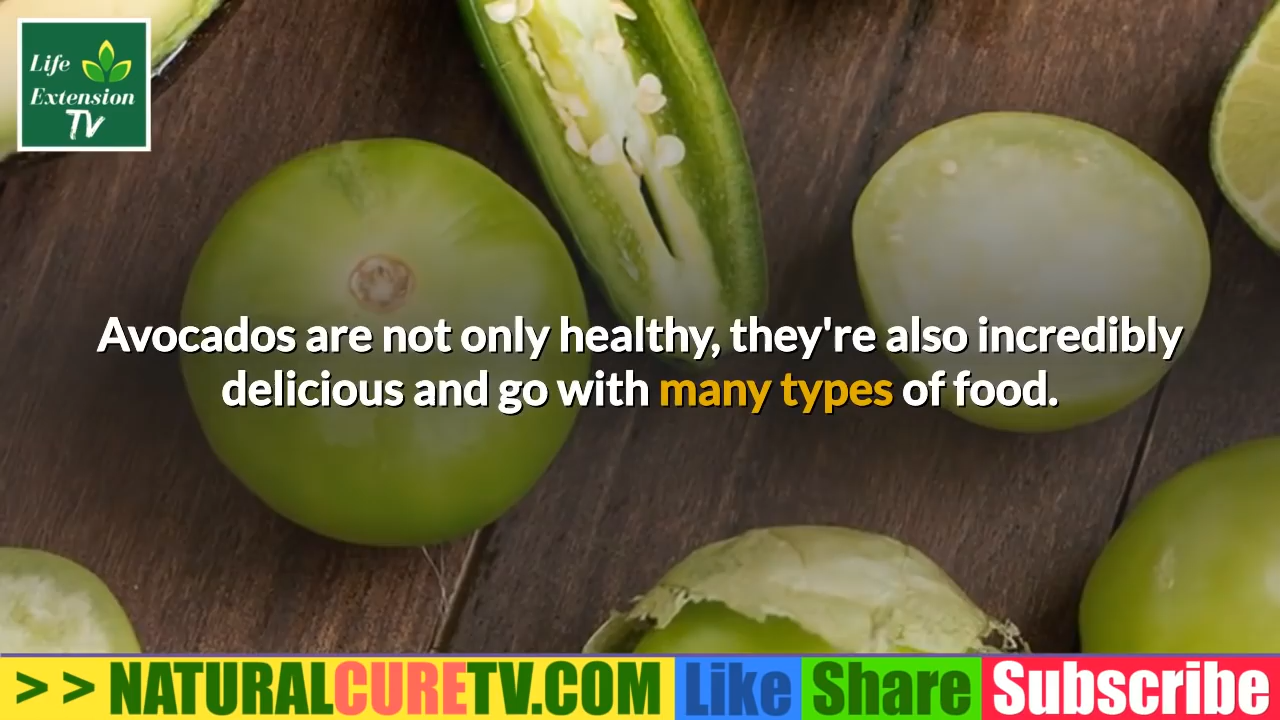 Life
Extension
TV
Avocados are not only healthy, they're also incredibly
delicious and go with many types of food.
> > NATURALCURETV.COM Like Share Subscribe